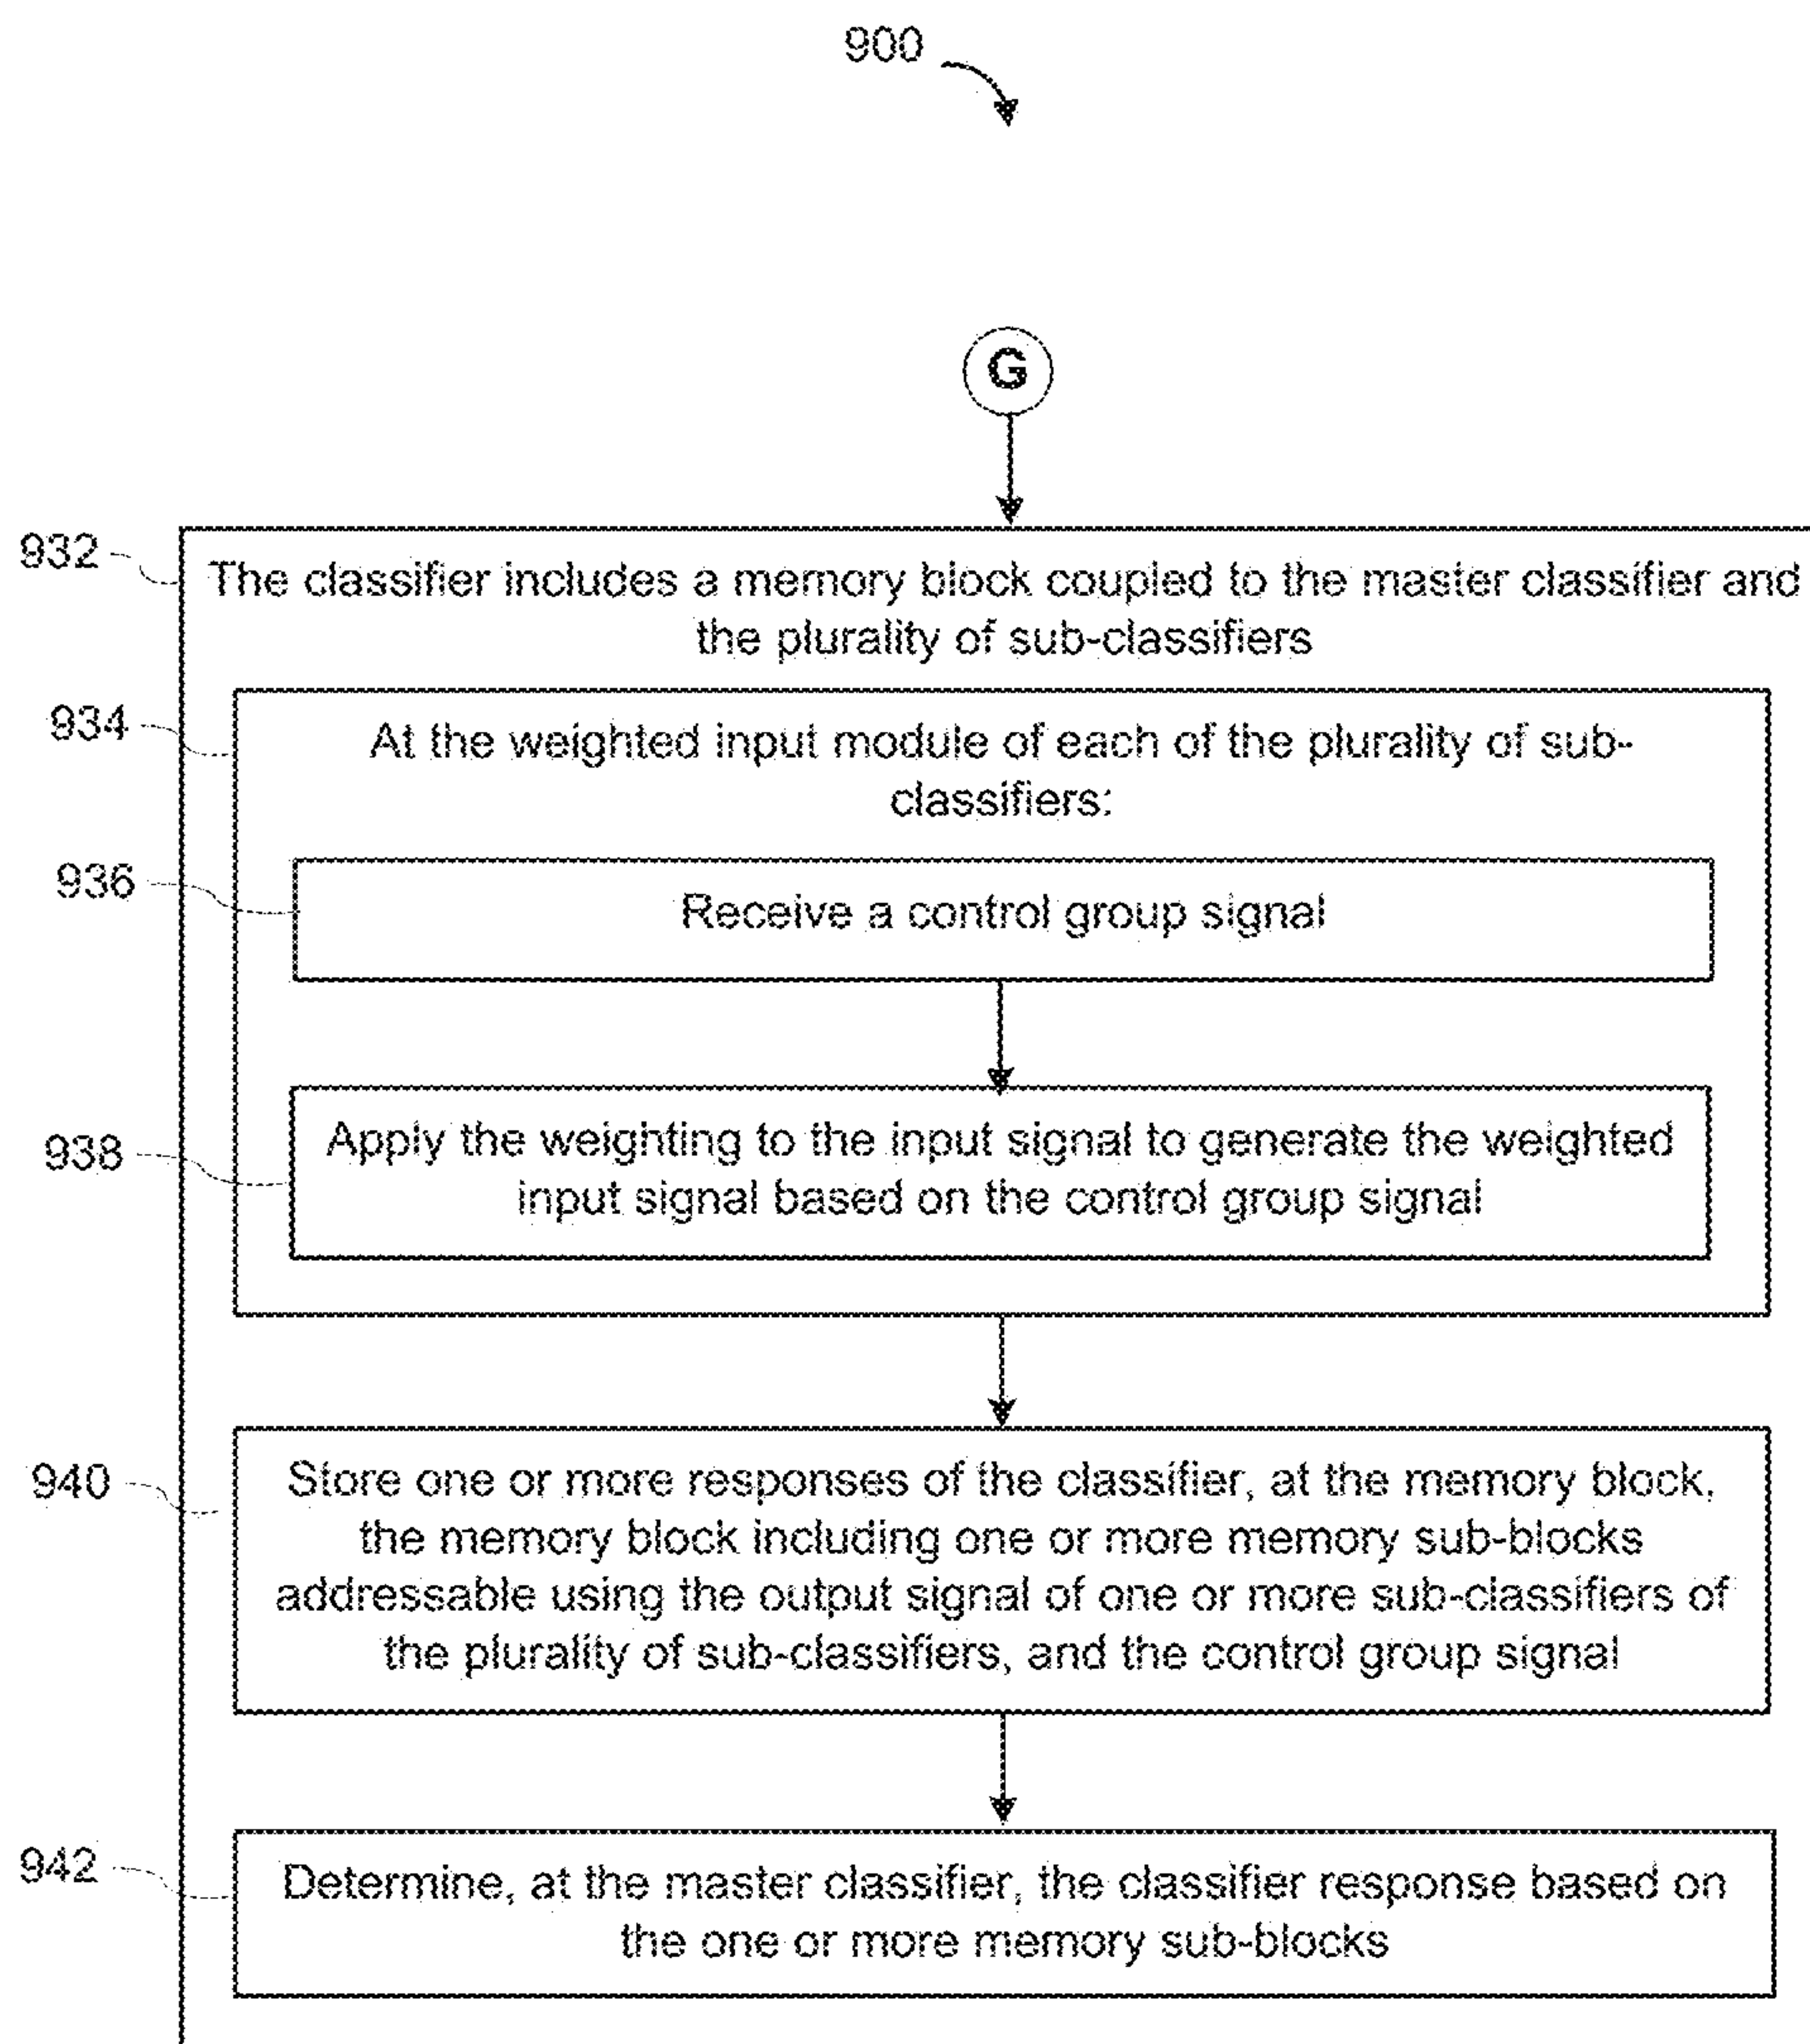 900
G
932
The classifier includes a memory block coupled to the master classifier and
the plurality of sub-classifiers
934
At the weighted input module of each of the plurality of sub-
classifiers:
936
Receive a control group signal
938
Apply the weighting to the input signal to generate the weighted
input signal based on the control group signal
940
Store one or more responses of the classifier, at the memory block,
the memory block including one or more memory sub-blocks
addressable using the output signal of one or more sub-classifiers of
the plurality of sub-classifiers, and the control group signal
942
Determine, at the master classifier, the classifier response based on
the one or more memory sub-blocks